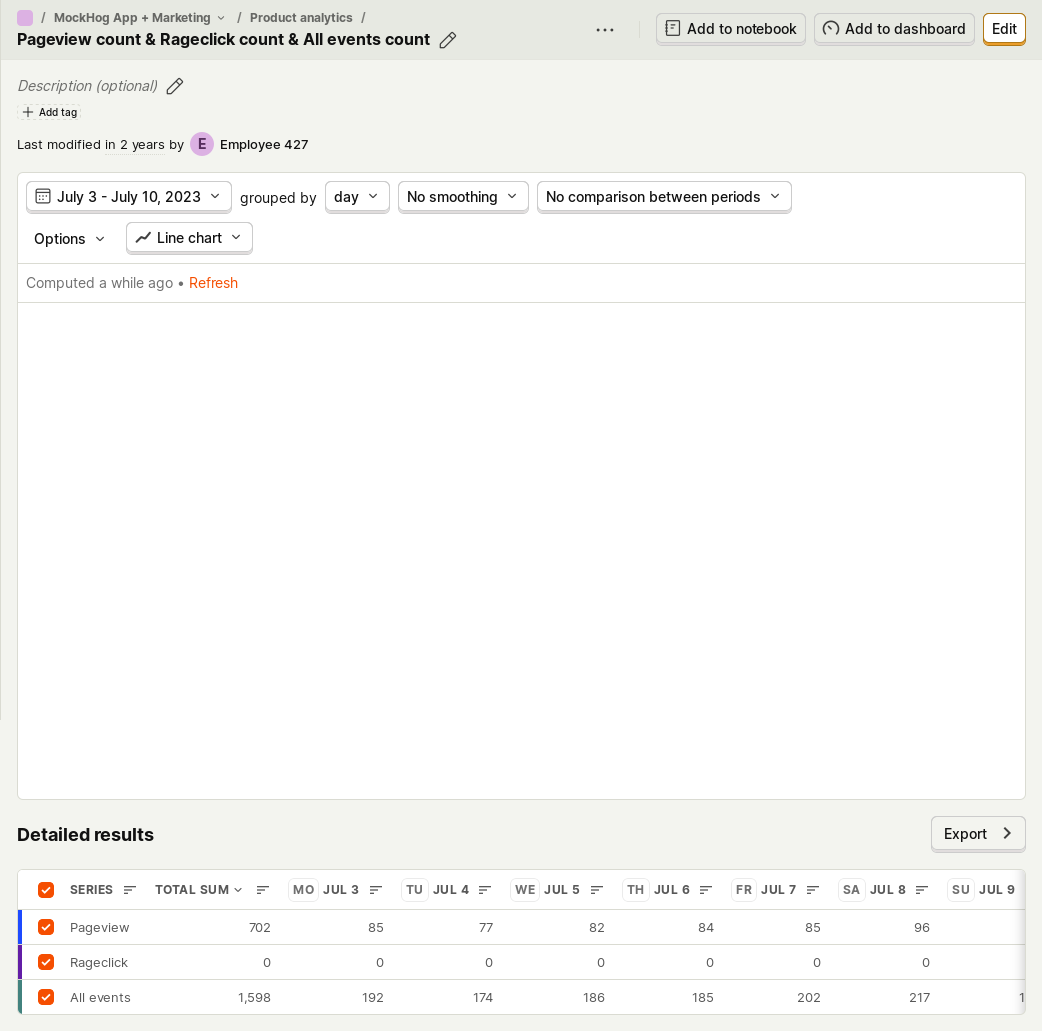 / MockHog App + Marketing / Product analytics /
Pageview count & Rageclick count & All events count
Add to notebook
Add to dashboard
Edit
Description (optional)
Add tag
Last modified in 2 years by E Employee 427
July 3 - July 10, 2023 grouped by day No smoothing No comparison between periods
Options Line chart
Computed a while ago • Refresh
Detailed results
Export
SERIES TOTAL SUM MO JUL 3 TU JUL 4 WE JUL 5 TH JUL 6 FR JUL 7 SA JUL 8 SU JUL 9
Pageview 702 85 77 82 84 85 96
Rageclick 0 0 0 0 0 0 0
All events 1,598 192 174 186 185 202 217